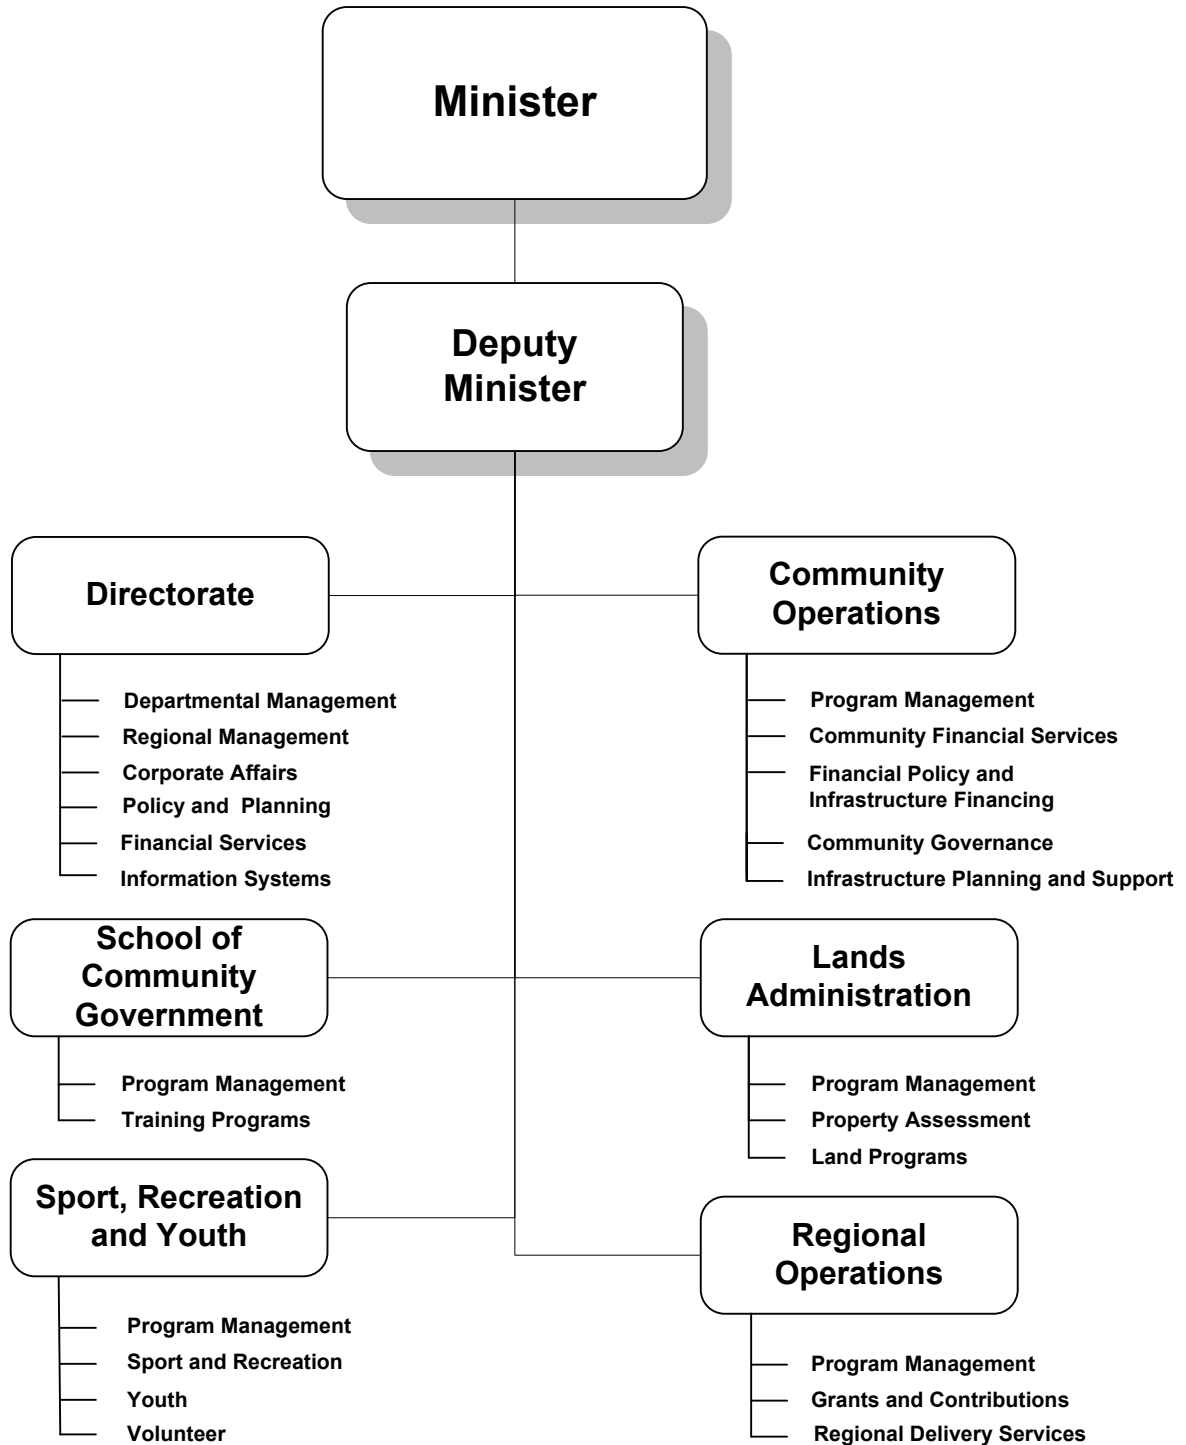 Minister
Deputy
Minister
Directorate
Departmental Management
Regional Management
Corporate Affairs
Policy and Planning
Financial Services
Information Systems
Community
Operations
Program Management
Community Financial Services
Financial Policy and
Infrastructure Financing
Community Governance
Infrastructure Planning and Support
School of
Community
Government
Program Management
Training Programs
Lands
Administration
Program Management
Property Assessment
Land Programs
Sport, Recreation
and Youth
Program Management
Sport and Recreation
Youth
Volunteer
Regional
Operations
Program Management
Grants and Contributions
Regional Delivery Services